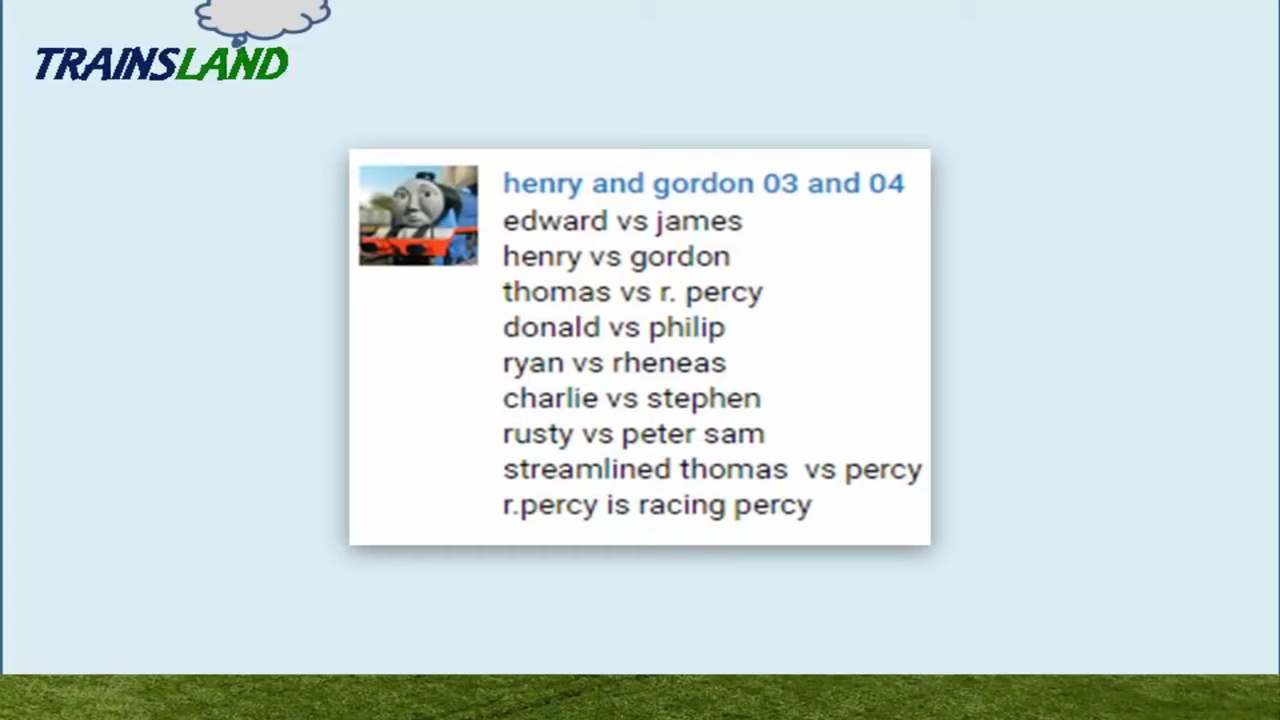 TRAINSLAND
henry and gordon 03 and 04
edward vs james
henry vs gordon
thomas vs r. percy
donald vs philip
ryan vs rheneas
charlie vs stephen
rusty vs peter sam
streamlined thomas  vs percy
r.percy is racing percy